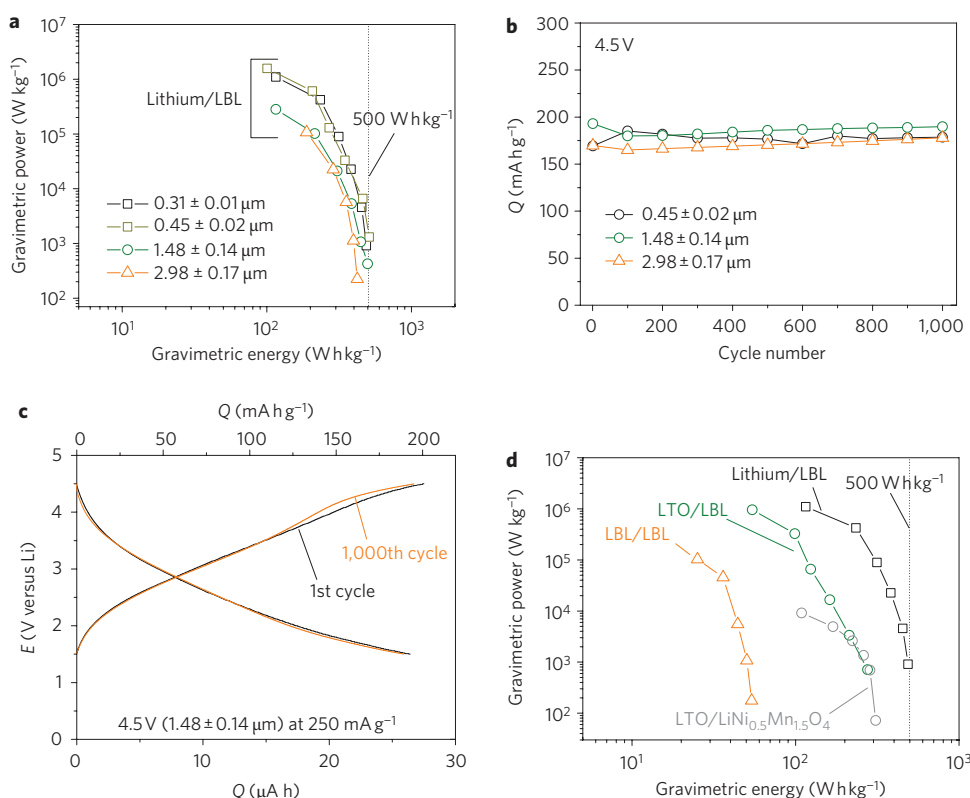 a
10⁷
10⁶
10⁵
10⁴
10³
10²
Gravimetric power (W kg⁻¹)
Lithium/LBL
500 W h kg⁻¹
0.31 ± 0.01 µm
0.45 ± 0.02 µm
1.48 ± 0.14 µm
2.98 ± 0.17 µm
10¹ 10² 10³
Gravimetric energy (W h kg⁻¹)
b
4.5 V
300
250
200
150
100
50
0
Q (mA h g⁻¹)
0.45 ± 0.02 µm
1.48 ± 0.14 µm
2.98 ± 0.17 µm
0 200 400 600 800 1,000
Cycle number
c
Q (mA h g⁻¹)
0 50 100 150 200
5
4
3
2
1
0
E (V versus Li)
1,000th cycle
1st cycle
4.5 V (1.48 ± 0.14 µm) at 250 mA g⁻¹
0 10 20 30
Q (µA h)
d
10⁷
10⁶
10⁵
10⁴
10³
10²
Gravimetric power (W kg⁻¹)
Lithium/LBL
500 W h kg⁻¹
LTO/LBL
LBL/LBL
LTO/LiNi₀.₅Mn₁.₅O₄
10¹ 10² 10³
Gravimetric energy (W h kg⁻¹)